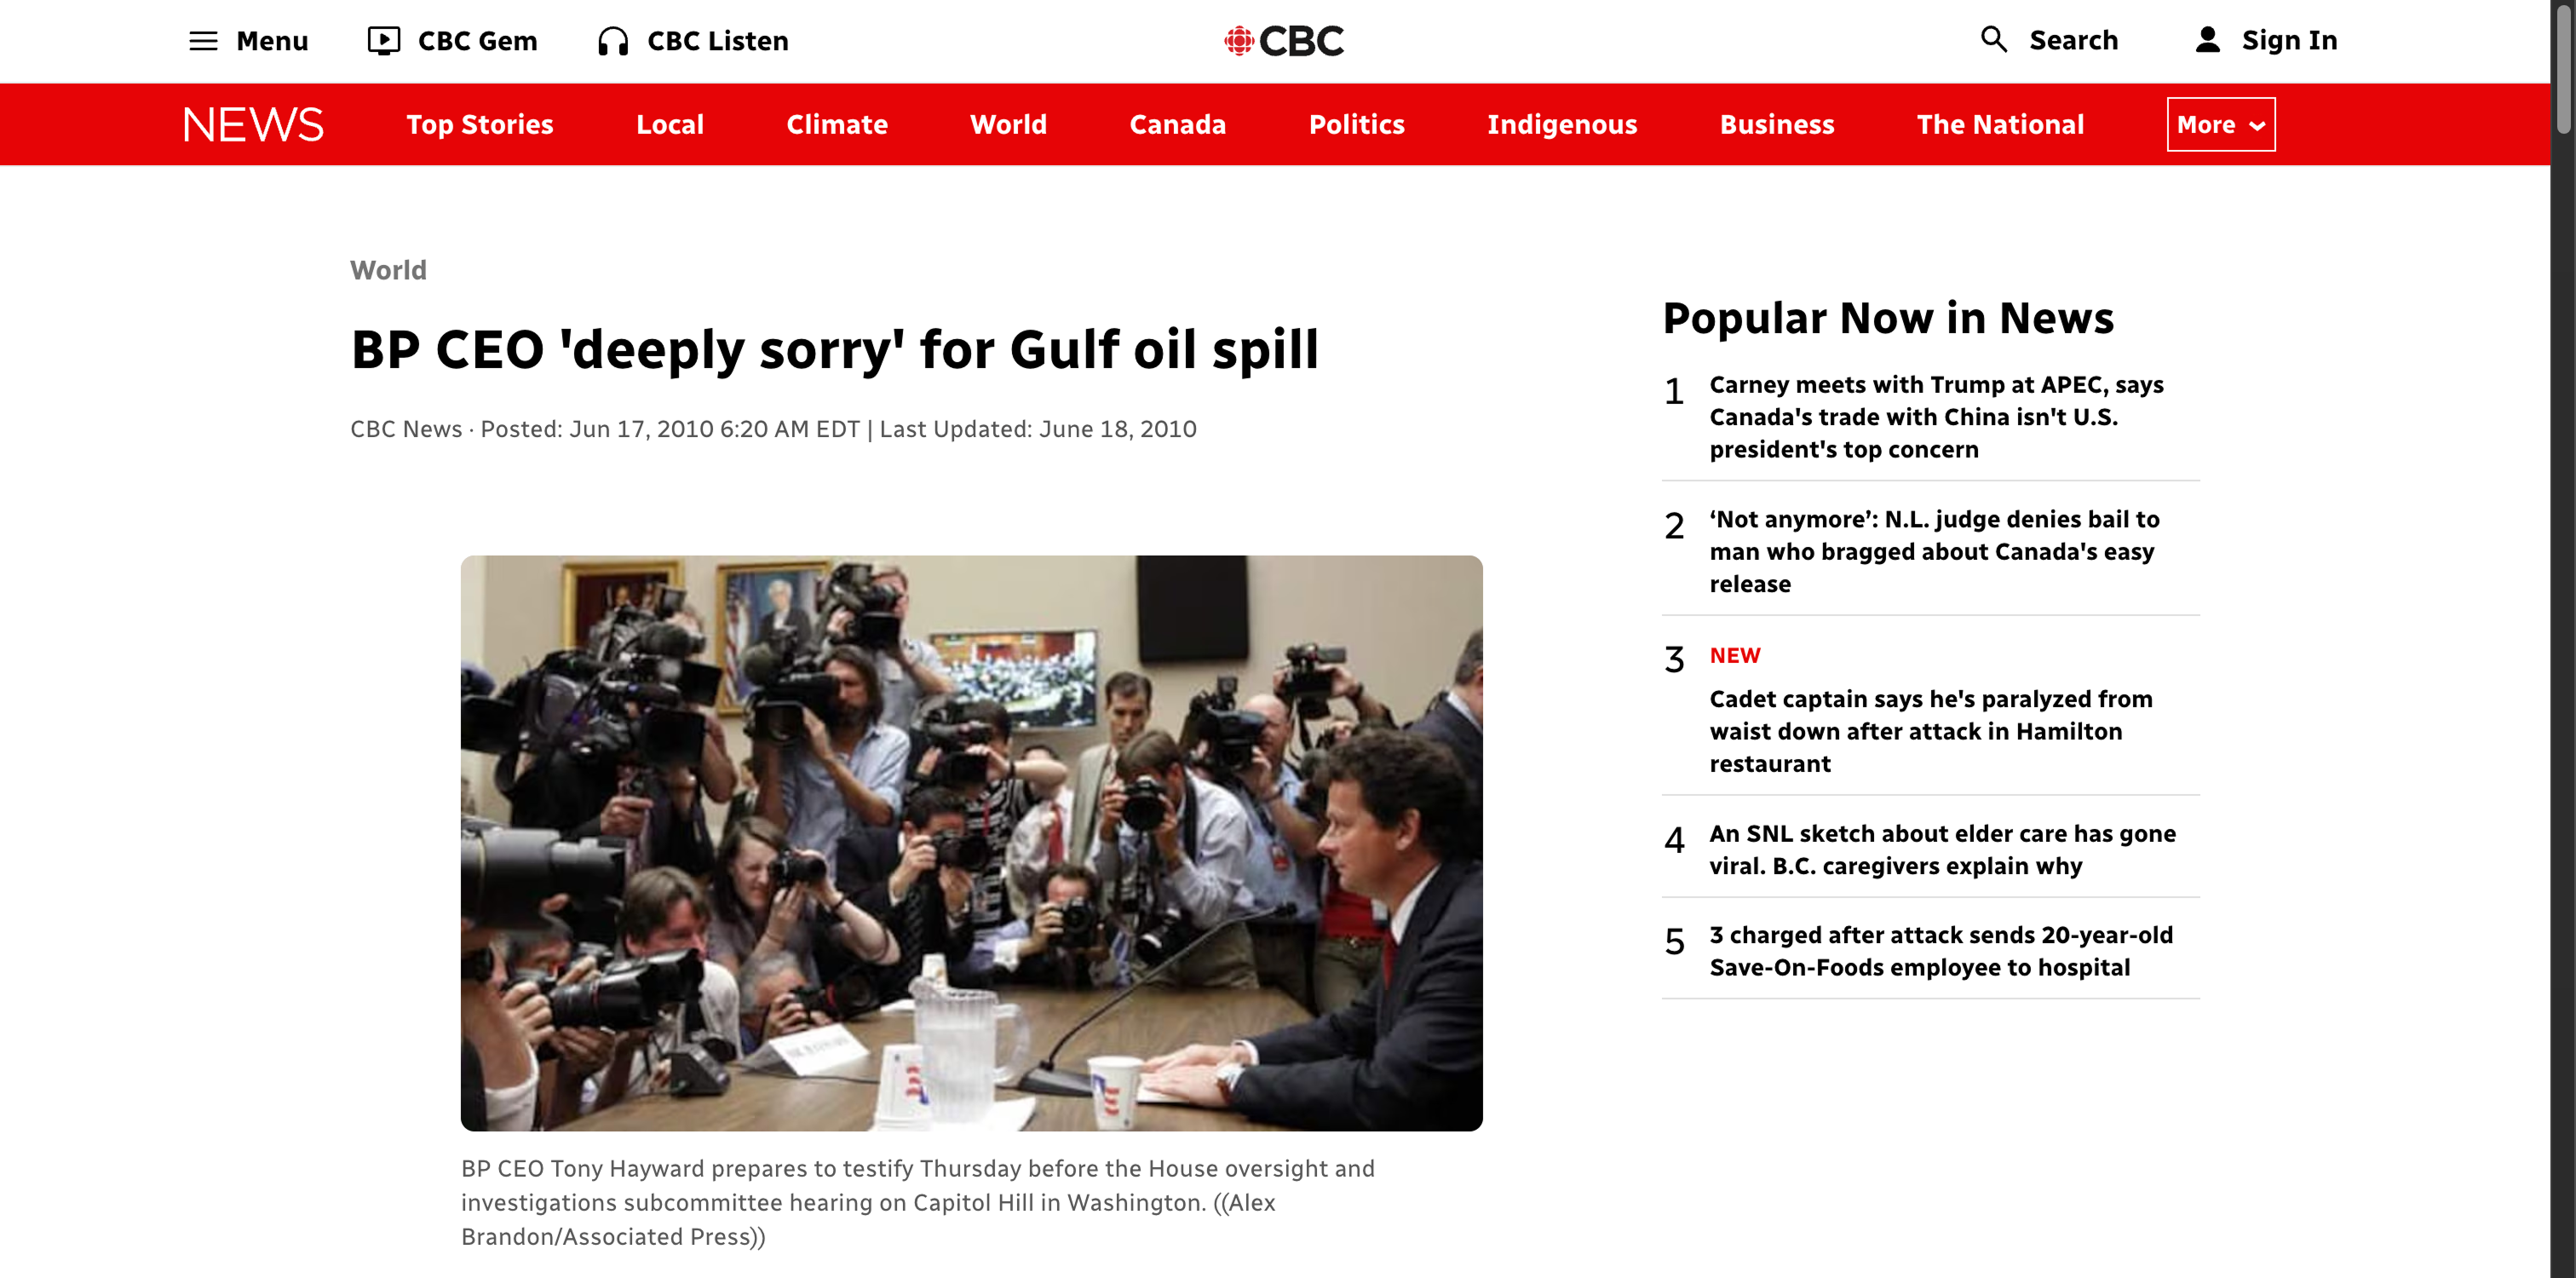 Menu
CBC Gem
CBC Listen
CBC
Search
Sign In
NEWS
Top Stories
Local
Climate
World
Canada
Politics
Indigenous
Business
The National
More
World
BP CEO 'deeply sorry' for Gulf oil spill
CBC News · Posted: Jun 17, 2010 6:20 AM EDT | Last Updated: June 18, 2010
BP CEO Tony Hayward prepares to testify Thursday before the House oversight and
investigations subcommittee hearing on Capitol Hill in Washington. ((Alex
Brandon/Associated Press))
Popular Now in News
1
Carney meets with Trump at APEC, says
Canada's trade with China isn't U.S.
president's top concern
2
‘Not anymore’: N.L. judge denies bail to
man who bragged about Canada's easy
release
3
NEW
Cadet captain says he's paralyzed from
waist down after attack in Hamilton
restaurant
4
An SNL sketch about elder care has gone
viral. B.C. caregivers explain why
5
3 charged after attack sends 20-year-old
Save-On-Foods employee to hospital